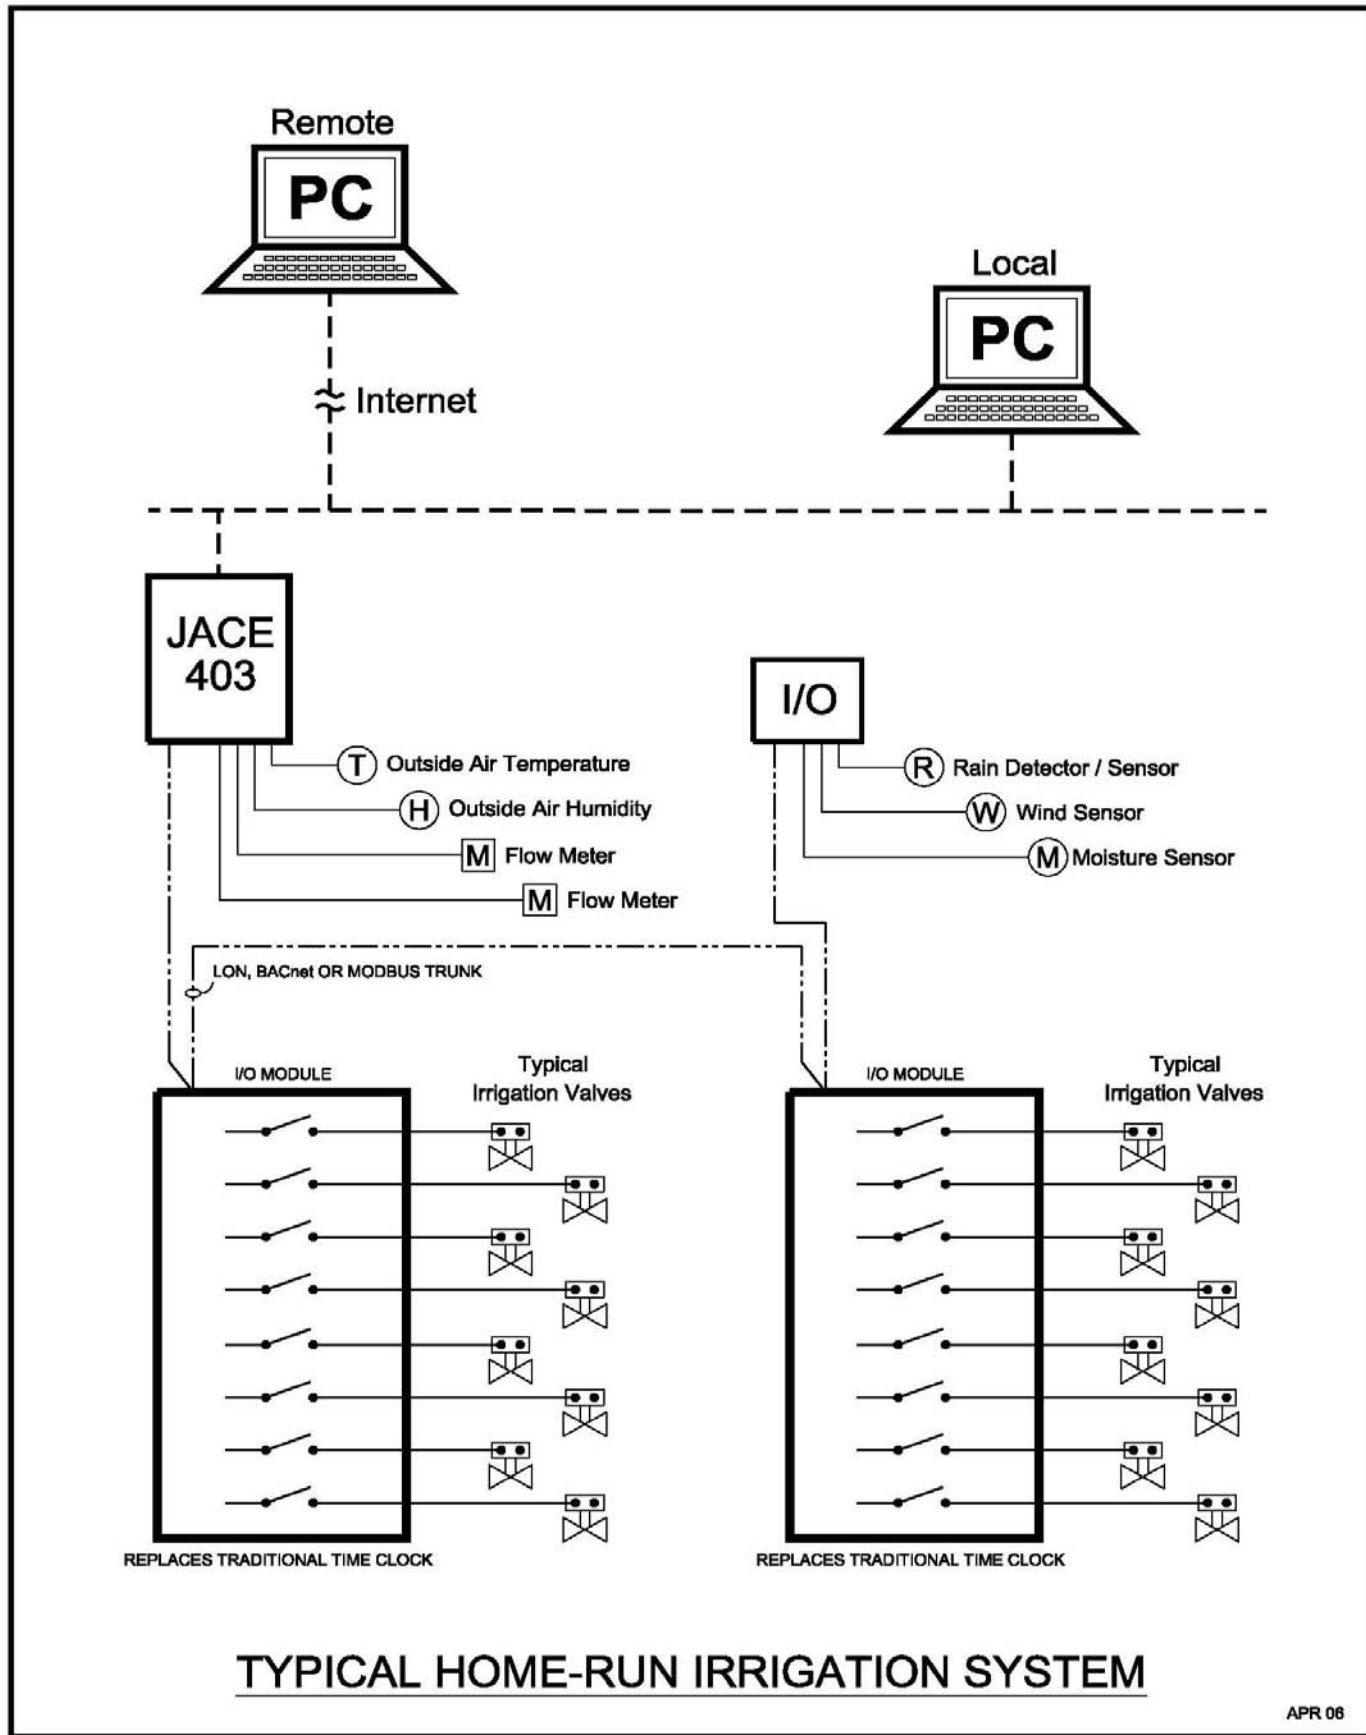 Remote
PC
Local
PC
Internet
JACE
403
I/O
T Outside Air Temperature
H Outside Air Humidity
M Flow Meter
M Flow Meter
R Rain Detector / Sensor
W Wind Sensor
M Moisture Sensor
LON, BACnet OR MODBUS TRUNK
I/O MODULE
Typical
Irrigation Valves
I/O MODULE
Typical
Irrigation Valves
REPLACES TRADITIONAL TIME CLOCK
REPLACES TRADITIONAL TIME CLOCK
TYPICAL HOME-RUN IRRIGATION SYSTEM
APR 06